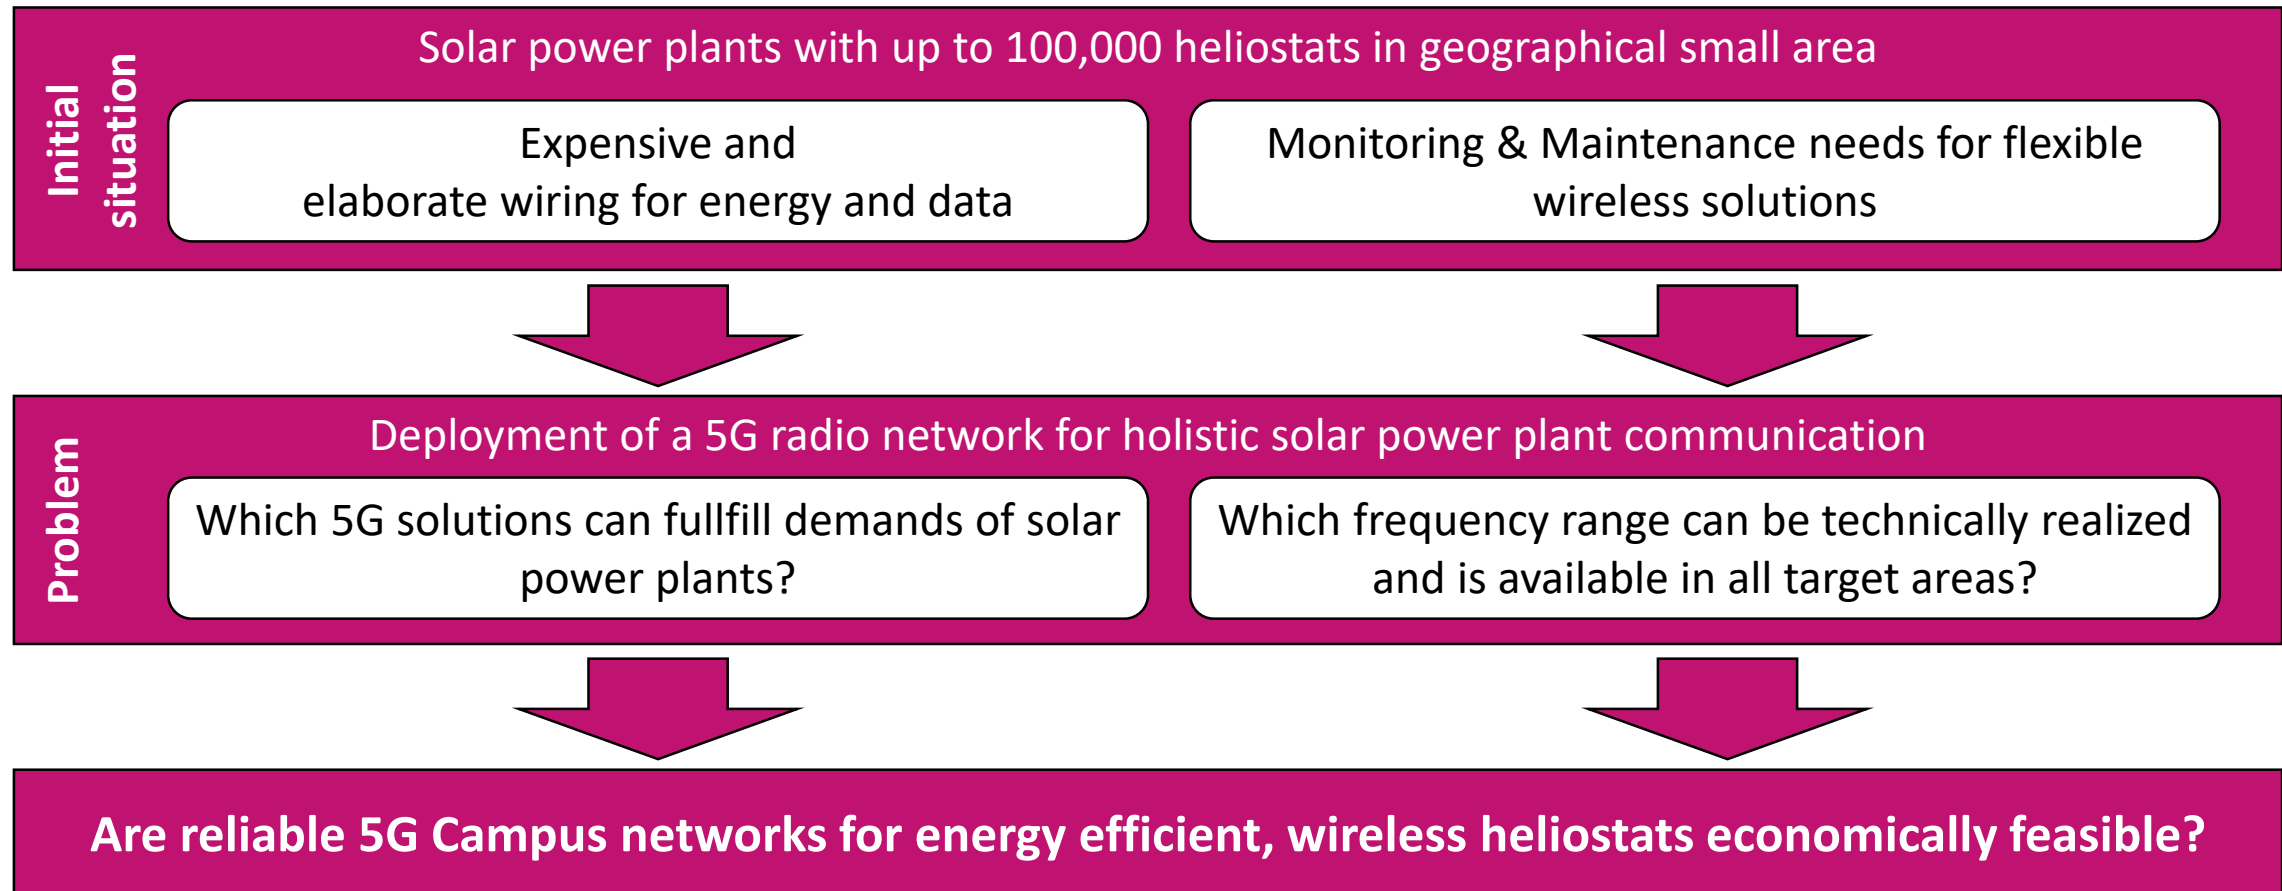 Initial
situation
Solar power plants with up to 100,000 heliostats in geographical small area
Expensive and
elaborate wiring for energy and data
Monitoring & Maintenance needs for flexible
wireless solutions
Problem
Deployment of a 5G radio network for holistic solar power plant communication
Which 5G solutions can fullfill demands of solar
power plants?
Which frequency range can be technically realized
and is available in all target areas?
Are reliable 5G Campus networks for energy efficient, wireless heliostats economically feasible?